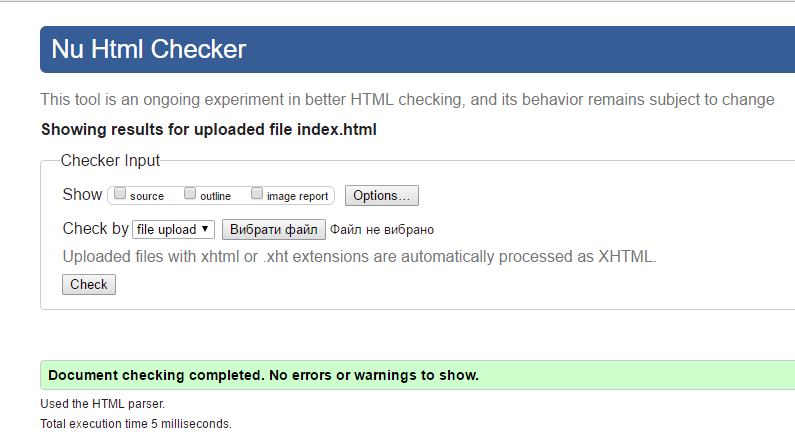 Nu Html Checker
This tool is an ongoing experiment in better HTML checking, and its behavior remains subject to change
Showing results for uploaded file index.html
Checker Input
Show source outline image report Options...
Check by file upload Вибрати файл Файл не вибрано
Uploaded files with xhtml or .xht extensions are automatically processed as XHTML.
Check
Document checking completed. No errors or warnings to show.
Used the HTML parser.
Total execution time 5 milliseconds.